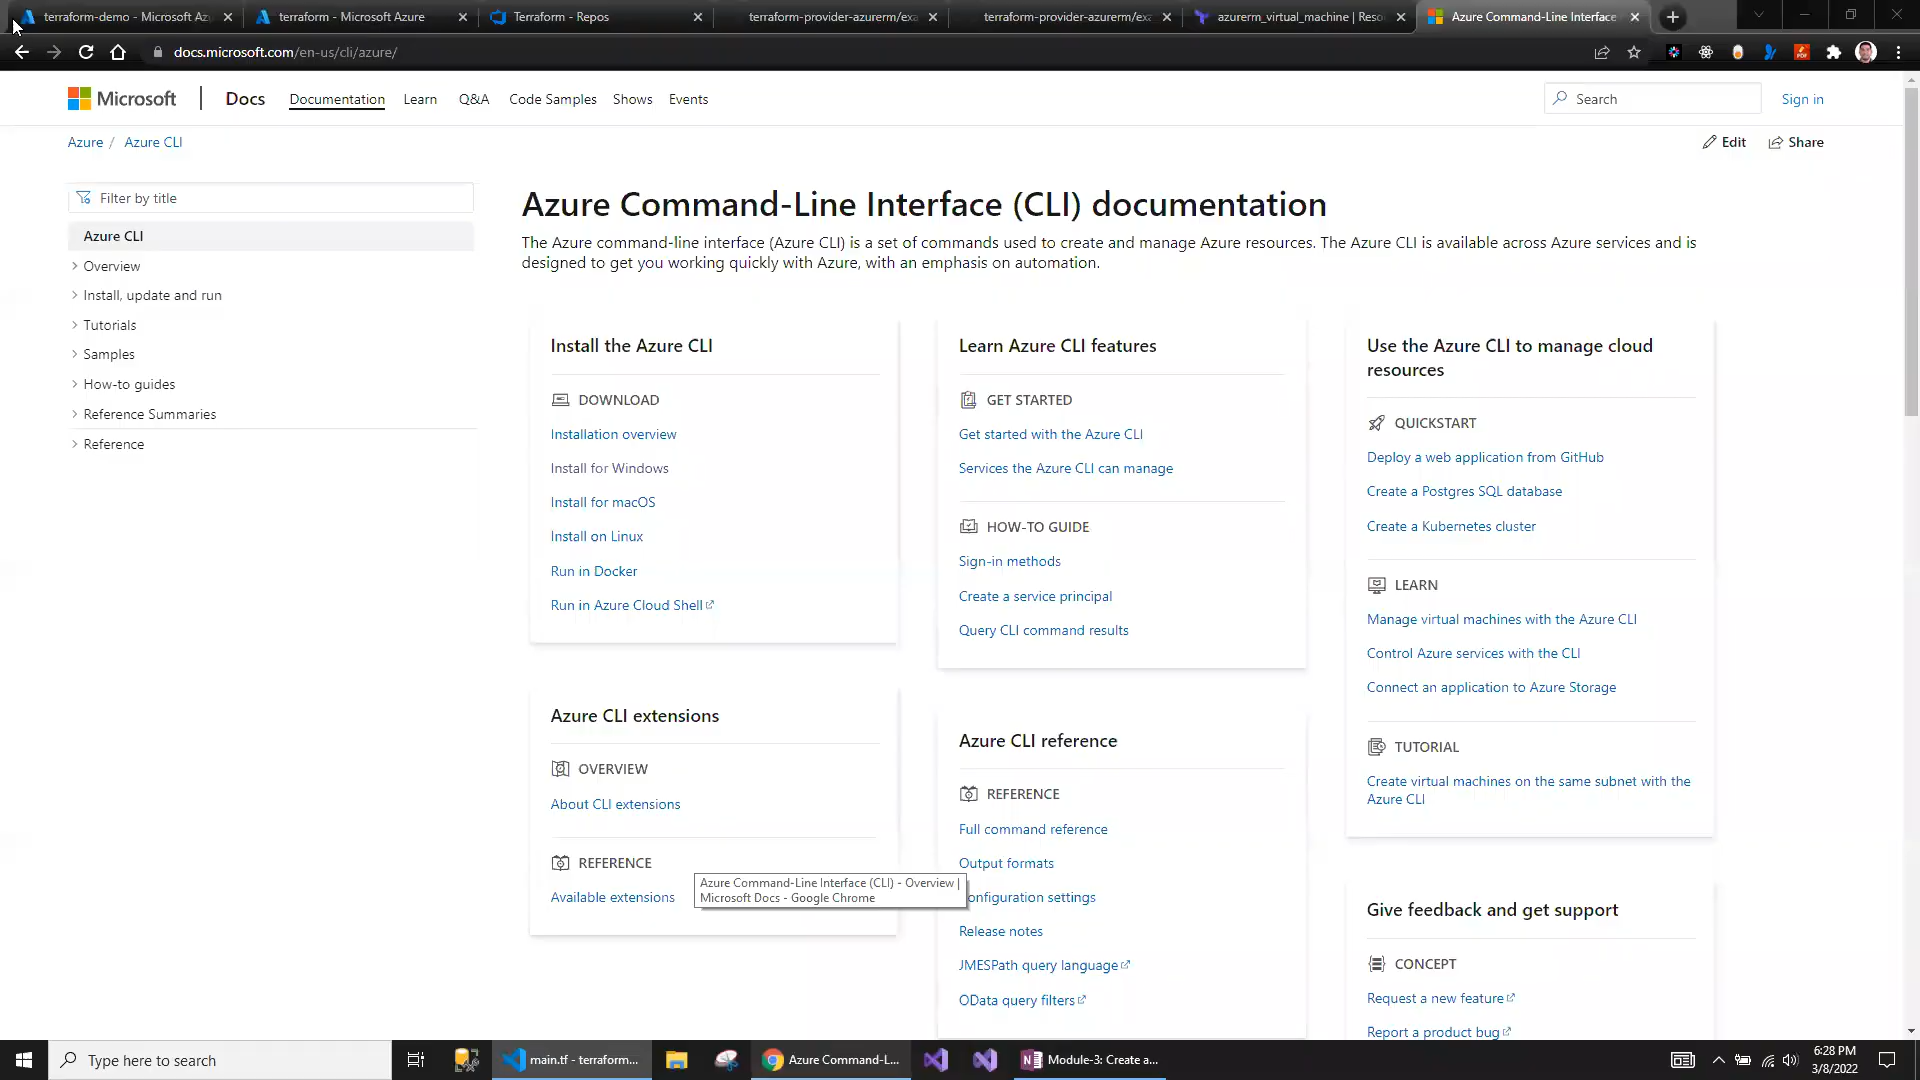 terraform-demo - Microsoft Az
terraform - Microsoft Azure
Terraform - Repos
terraform-provider-azurerm/exa
terraform-provider-azurerm/exa
azurerm_virtual_machine | Reso
Azure Command-Line Interface
docs.microsoft.com/en-us/cli/azure/
Microsoft
Docs
Documentation
Learn
Q&A
Code Samples
Shows
Events
Search
Sign in
Azure / Azure CLI
Edit
Share
Filter by title
Azure CLI
Overview
Install, update and run
Tutorials
Samples
How-to guides
Reference Summaries
Reference
Azure Command-Line Interface (CLI) documentation
The Azure command-line interface (Azure CLI) is a set of commands used to create and manage Azure resources. The Azure CLI is available across Azure services and is
designed to get you working quickly with Azure, with an emphasis on automation.
Install the Azure CLI
DOWNLOAD
Installation overview
Install for Windows
Install for macOS
Install on Linux
Run in Docker
Run in Azure Cloud Shell
Azure CLI extensions
OVERVIEW
About CLI extensions
REFERENCE
Available extensions
Learn Azure CLI features
GET STARTED
Get started with the Azure CLI
Services the Azure CLI can manage
HOW-TO GUIDE
Sign-in methods
Create a service principal
Query CLI command results
Azure CLI reference
REFERENCE
Full command reference
Output formats
onfiguration settings
Release notes
JMESPath query language
OData query filters
Azure Command-Line Interface (CLI) - Overview |
Microsoft Docs - Google Chrome
Use the Azure CLI to manage cloud
resources
QUICKSTART
Deploy a web application from GitHub
Create a Postgres SQL database
Create a Kubernetes cluster
LEARN
Manage virtual machines with the Azure CLI
Control Azure services with the CLI
Connect an application to Azure Storage
TUTORIAL
Create virtual machines on the same subnet with the
Azure CLI
Give feedback and get support
CONCEPT
Request a new feature
Report a product bug
Type here to search
main.tf - terraform...
Azure Command-L...
Module-3: Create a...
6:28 PM
3/8/2022